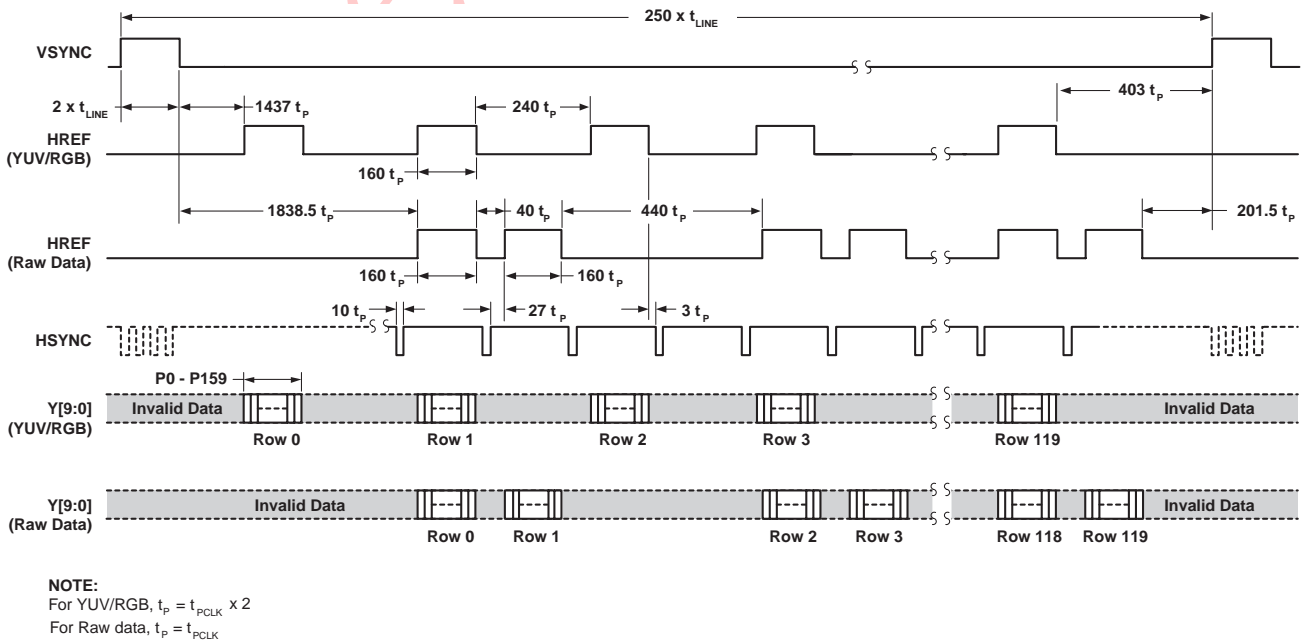 250 x tLINE
VSYNC
2 x tLINE
1437 tP
240 tP
403 tP
HREF
(YUV/RGB)
160 tP
1838.5 tP
40 tP
440 tP
201.5 tP
HREF
(Raw Data)
160 tP
160 tP
10 tP
27 tP
3 tP
HSYNC
P0 - P159
Y[9:0]
(YUV/RGB)
Invalid Data
Invalid Data
Row 0
Row 1
Row 2
Row 3
Row 119
Y[9:0]
(Raw Data)
Invalid Data
Invalid Data
Row 0
Row 1
Row 2
Row 3
Row 118
Row 119
NOTE:
For YUV/RGB, tP = tPCLK x 2
For Raw data, tP = tPCLK